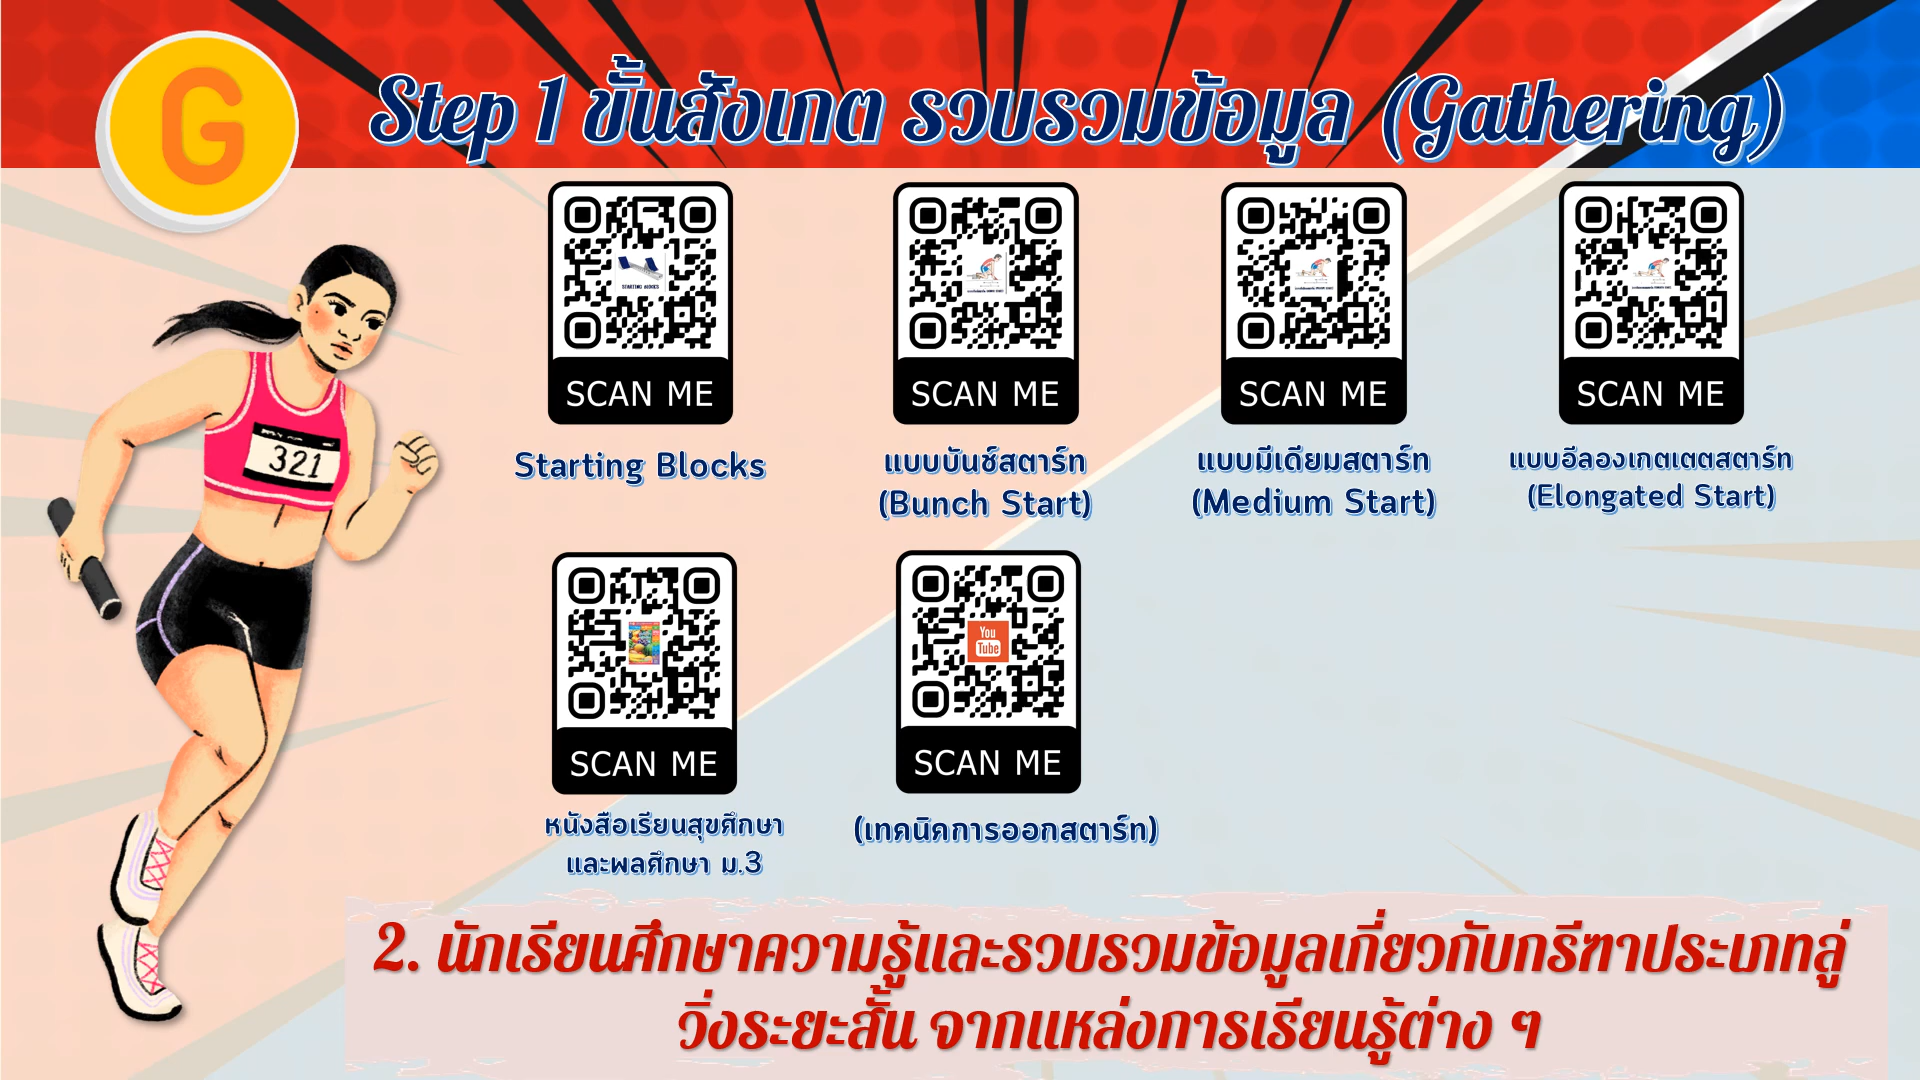 G
Step 1 ขั้นสังเกต รวบรวมข้อมูล (Gathering)
321
STARTING BLOCKS
SCAN ME
SCAN ME
SCAN ME
SCAN ME
Starting Blocks
แบบบันช์สตาร์ท
(Bunch Start)
แบบมีเดียมสตาร์ท
(Medium Start)
แบบอีลองเกตเตตสตาร์ท
(Elongated Start)
You
Tube
SCAN ME
SCAN ME
หนังสือเรียนสุขศึกษา
และพลศึกษา ม.3
(เทคนิคการออกสตาร์ท)
2. นักเรียนศึกษาความรู้และรวบรวมข้อมูลเกี่ยวกับกรีฑาประเภทลู่
วิ่งระยะสั้น จากแหล่งการเรียนรู้ต่าง ๆ